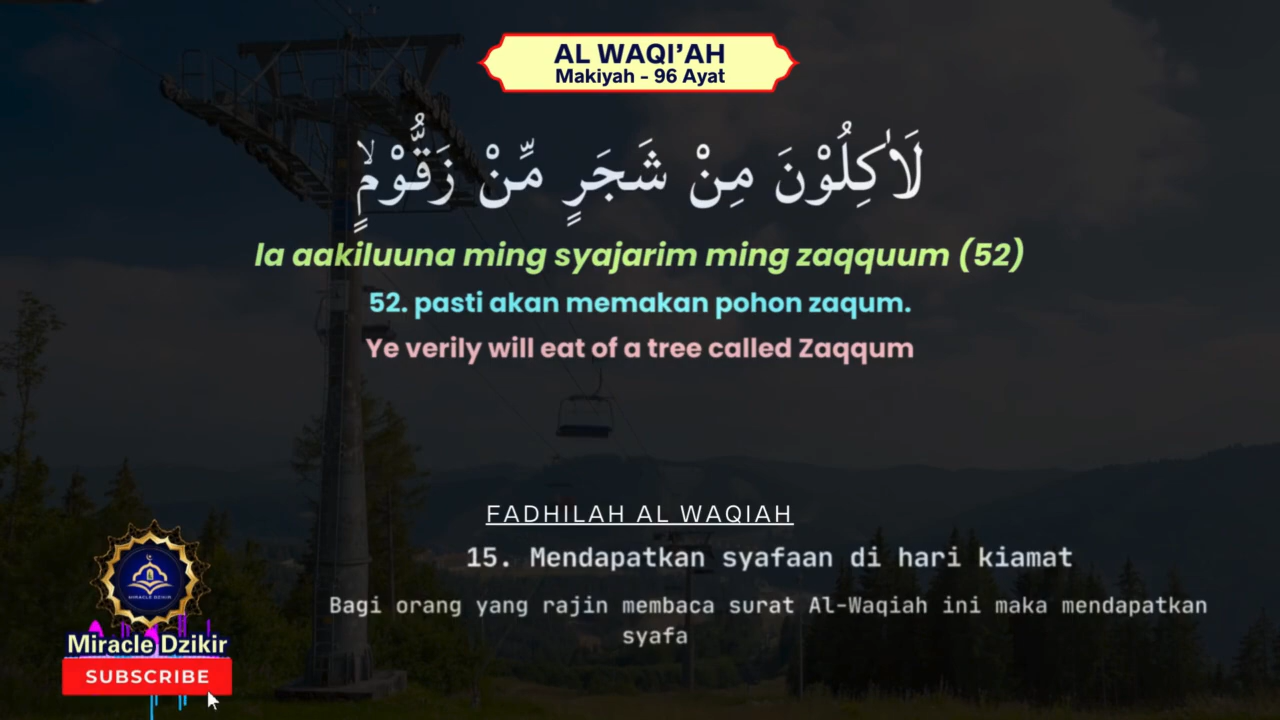 AL WAQI’AH
Makiyah - 96 Ayat
لَاٰكِلُوْنَ مِنْ شَجَرٍ مِّنْ زَقُّوْمٍۙ
la aakiluuna ming syajarim ming zaqquum (52)
52. pasti akan memakan pohon zaqum.
Ye verily will eat of a tree called Zaqqum
FADHILAH AL WAQIAH
15. Mendapatkan syafaan di hari kiamat
Bagi orang yang rajin membaca surat Al-Waqiah ini maka mendapatkan
syafa
MIRACLE DZIKIR
Miracle Dzikir
SUBSCRIBE